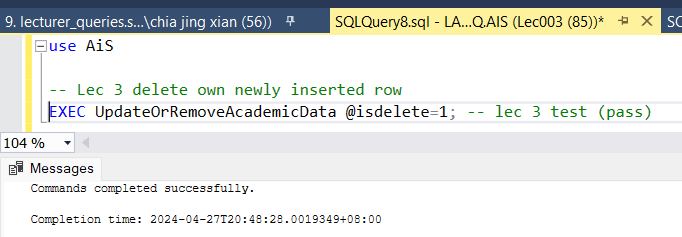 9. lecturer_queries.s...\chia jing xian (56))
SQLQuery8.sql - LA...Q.AIS (Lec003 (85))*
SQ
use AiS
-- Lec 3 delete own newly inserted row
EXEC UpdateOrRemoveAcademicData @isdelete=1; -- lec 3 test (pass)
104 %
Messages
Commands completed successfully.
Completion time: 2024-04-27T20:48:28.0019349+08:00